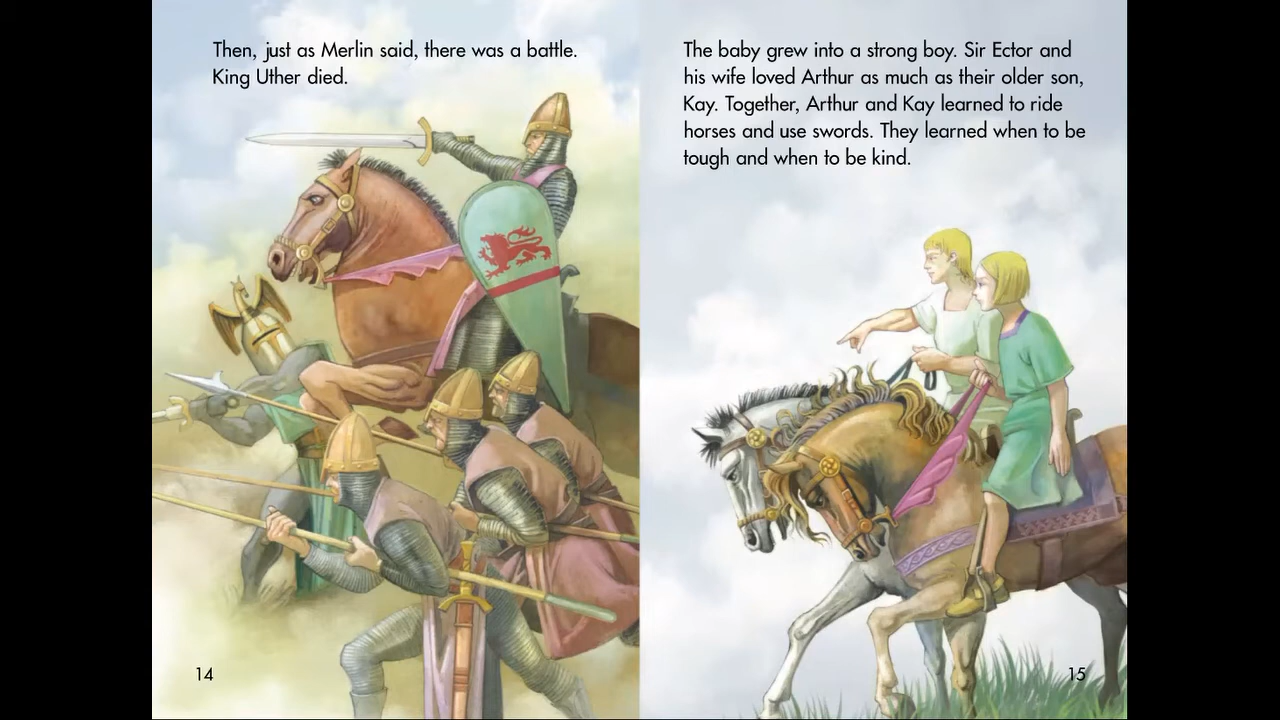 Then, just as Merlin said, there was a battle.
King Uther died.
The baby grew into a strong boy. Sir Ector and
his wife loved Arthur as much as their older son,
Kay. Together, Arthur and Kay learned to ride
horses and use swords. They learned when to be
tough and when to be kind.
14
15